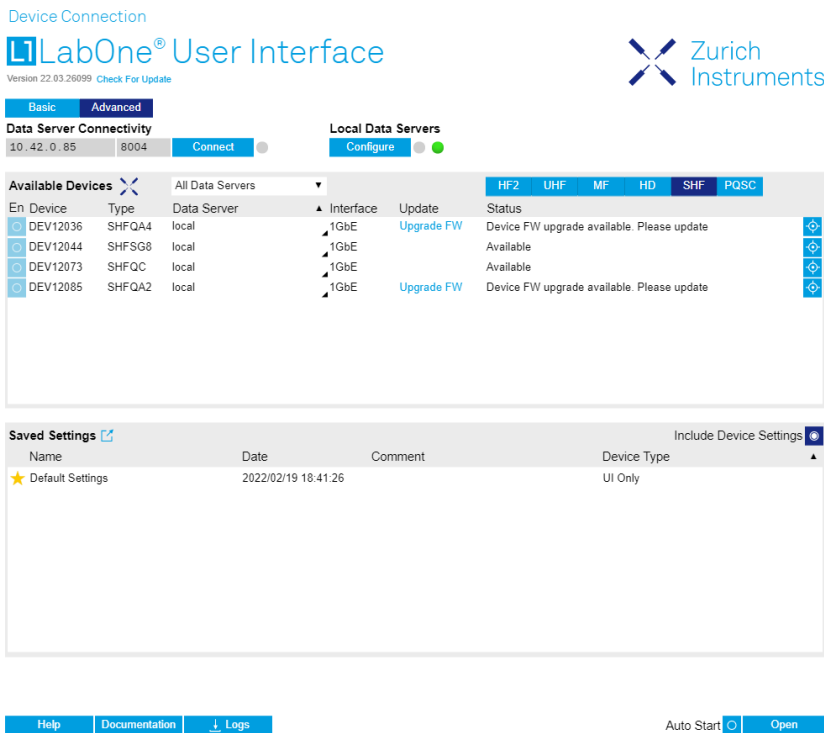 Device Connection
L1 LabOne® User Interface
Zurich
Instruments
Version 22.03.26099 Check For Update
Basic Advanced
Data Server Connectivity Local Data Servers
10.42.0.85 8004 Connect Configure
Available Devices All Data Servers HF2 UHF MF HD SHF PQSC
En Device Type Data Server Interface Update Status
DEV12036 SHFQA4 local 1GbE Upgrade FW Device FW upgrade available. Please update
DEV12044 SHFSG8 local 1GbE Available
DEV12073 SHFQC local 1GbE Available
DEV12085 SHFQA2 local 1GbE Upgrade FW Device FW upgrade available. Please update
Saved Settings Include Device Settings
Name Date Comment Device Type
Default Settings 2022/02/19 18:41:26 UI Only
Help Documentation Logs Auto Start Open